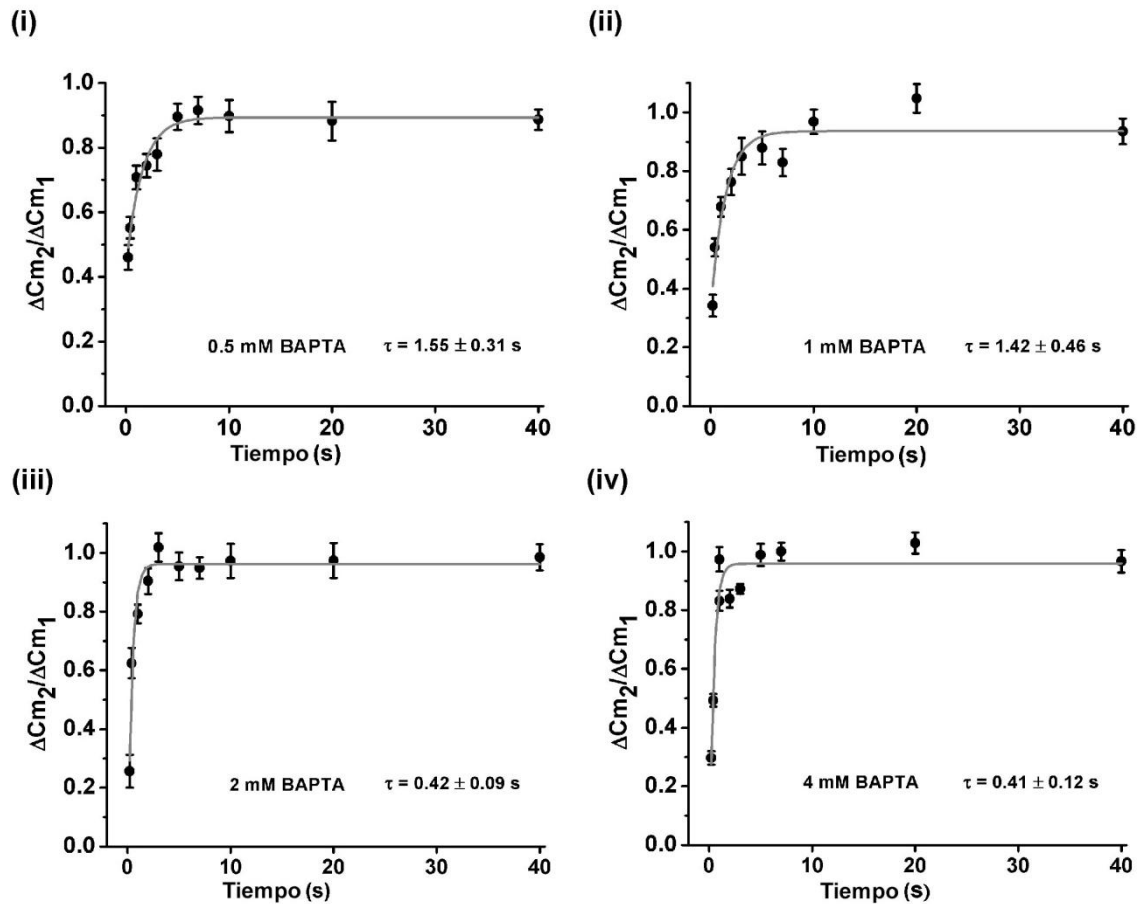 (i)
1.0
0.8
0.6
0.4
0.2
0.0
ΔCm₂/ΔCm₁
0.5 mM BAPTA τ = 1.55 ± 0.31 s
0 10 20 30 40
Tiempo (s)
(ii)
1.0
0.8
0.6
0.4
0.2
0.0
ΔCm₂/ΔCm₁
1 mM BAPTA τ = 1.42 ± 0.46 s
0 10 20 30 40
Tiempo (s)
(iii)
1.0
0.8
0.6
0.4
0.2
0.0
ΔCm₂/ΔCm₁
2 mM BAPTA τ = 0.42 ± 0.09 s
0 10 20 30 40
Tiempo (s)
(iv)
1.0
0.8
0.6
0.4
0.2
0.0
ΔCm₂/ΔCm₁
4 mM BAPTA τ = 0.41 ± 0.12 s
0 10 20 30 40
Tiempo (s)